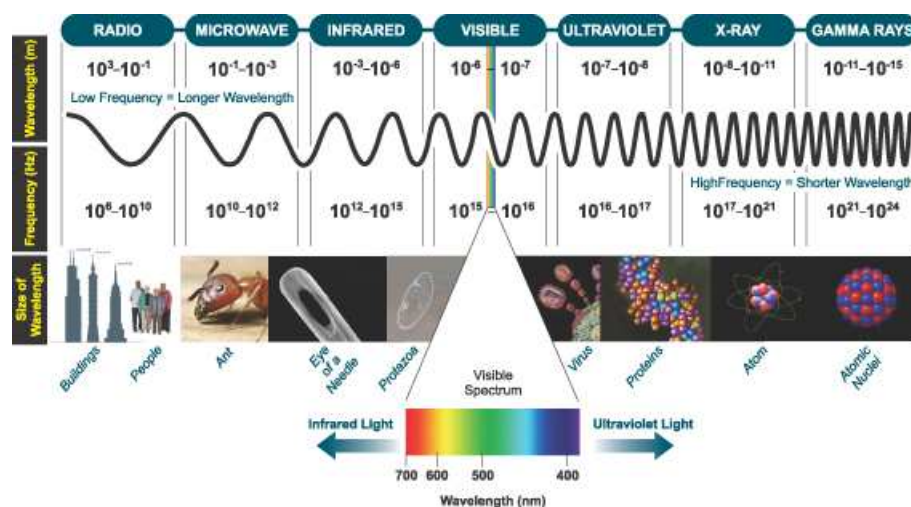 RADIO
MICROWAVE
INFRARED
VISIBLE
ULTRAVIOLET
X-RAY
GAMMA RAYS
Wavelength (m)
10³-10⁻¹
10⁻¹-10⁻³
10⁻³-10⁻⁶
10⁻⁶
10⁻⁷
10⁻⁷-10⁻⁸
10⁻⁸-10⁻¹¹
10⁻¹¹-10⁻¹⁵
Low Frequency = Longer Wavelength
HighFrequency = Shorter Wavelength
Frequency (Hz)
10⁶-10¹⁰
10¹⁰-10¹²
10¹²-10¹⁵
10¹⁵
10¹⁶
10¹⁶-10¹⁷
10¹⁷-10²¹
10²¹-10²⁴
Size of
Wavelength
Buildings
People
Ant
Eye
of a
Needle
Protazoa
Virus
Proteins
Atom
Atomic
Nuclei
Visible
Spectrum
Infrared Light
Ultraviolet Light
700
600
500
400
Wavelength (nm)